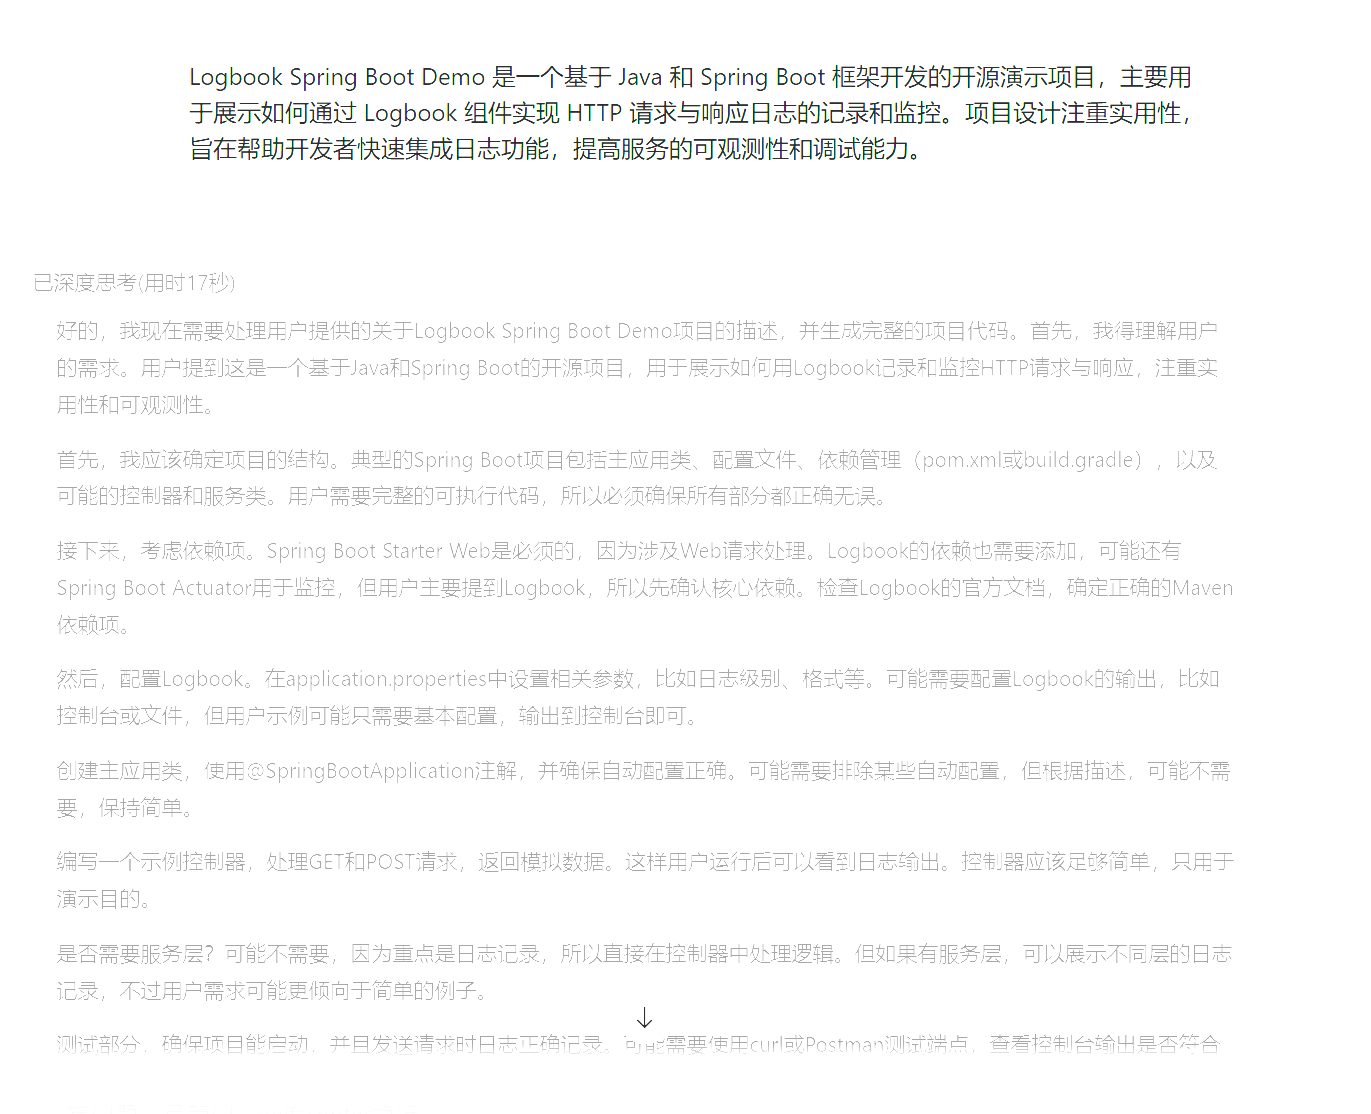 Logbook Spring Boot Demo 是一个基于 Java 和 Spring Boot 框架开发的开源演示项目，主要用
于展示如何通过 Logbook 组件实现 HTTP 请求与响应日志的记录和监控。项目设计注重实用性，
旨在帮助开发者快速集成日志功能，提高服务的可观测性和调试能力。
已深度思考(用时17秒)
好的，我现在需要处理用户提供的关于Logbook Spring Boot Demo项目的描述，并生成完整的项目代码。首先，我得理解用户
的需求。用户提到这是一个基于Java和Spring Boot的开源项目，用于展示如何用Logbook记录和监控HTTP请求与响应，注重实
用性和可观测性。
首先，我应该确定项目的结构。典型的Spring Boot项目包括主应用类、配置文件、依赖管理（pom.xml或build.gradle），以及
可能的控制器和服务类。用户需要完整的可执行代码，所以必须确保所有部分都正确无误。
接下来，考虑依赖项。Spring Boot Starter Web是必须的，因为涉及Web请求处理。Logbook的依赖也需要添加，可能还有
Spring Boot Actuator用于监控，但用户主要提到Logbook，所以先确认核心依赖。检查Logbook的官方文档，确定正确的Maven
依赖项。
然后，配置Logbook。在application.properties中设置相关参数，比如日志级别、格式等。可能需要配置Logbook的输出，比如
控制台或文件，但用户示例可能只需要基本配置，输出到控制台即可。
创建主应用类，使用@SpringBootApplication注解，并确保自动配置正确。可能需要排除某些自动配置，但根据描述，可能不需
要，保持简单。
编写一个示例控制器，处理GET和POST请求，返回模拟数据。这样用户运行后可以看到日志输出。控制器应该足够简单，只用于
演示目的。
是否需要服务层？可能不需要，因为重点是日志记录，所以直接在控制器中处理逻辑。但如果有服务层，可以展示不同层的日志
记录，不过用户需求可能更倾向于简单的例子。
测试部分，确保项目能启动，并且发送请求时日志正确记录。可能需要使用curl或Postman测试端点，查看控制台输出是否符合